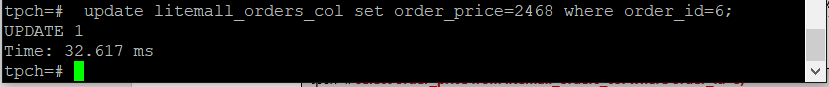 tpch=#  update litemall_orders_col set order_price=2468 where order_id=6;
UPDATE 1
Time: 32.617 ms
tpch=#